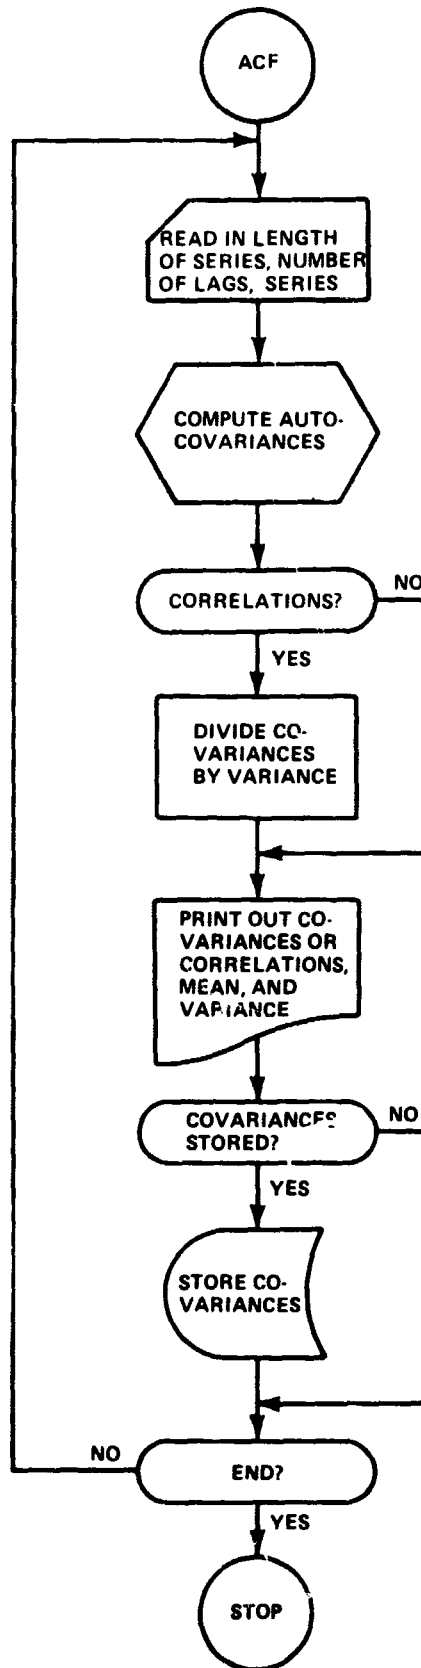 ACF
READ IN LENGTH
OF SERIES, NUMBER
OF LAGS, SERIES
COMPUTE AUTO-
COVARIANCES
CORRELATIONS?
NO
YES
DIVIDE CO-
VARIANCES
BY VARIANCE
PRINT OUT CO-
VARIANCES OR
CORRELATIONS,
MEAN, AND
VARIANCE
COVARIANCES
STORED?
NO
YES
STORE CO-
VARIANCES
NO
END?
YES
STOP